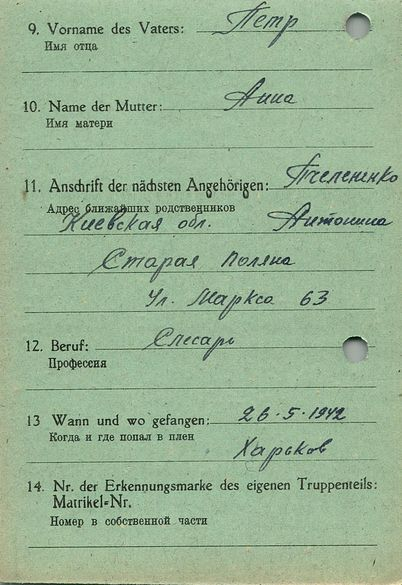 9. Vorname des Vaters: Петр
Имя отца
10. Name der Mutter: Анна
Имя матери
11. Anschrift der nächsten Angehörigen: Пчелененко
Адрес ближайших родственников
Киевская обл. Антонина
Старая Поляна
Ул. Маркса 63
12. Beruf: Слесарь
Профессия
13 Wann und wo gefangen: 26.5.1942
Когда и где попал в плен
Харьков
14. Nr. der Erkennungsmarke des eigenen Truppenteils:
Matrikel-Nr.
Номер в собственной части